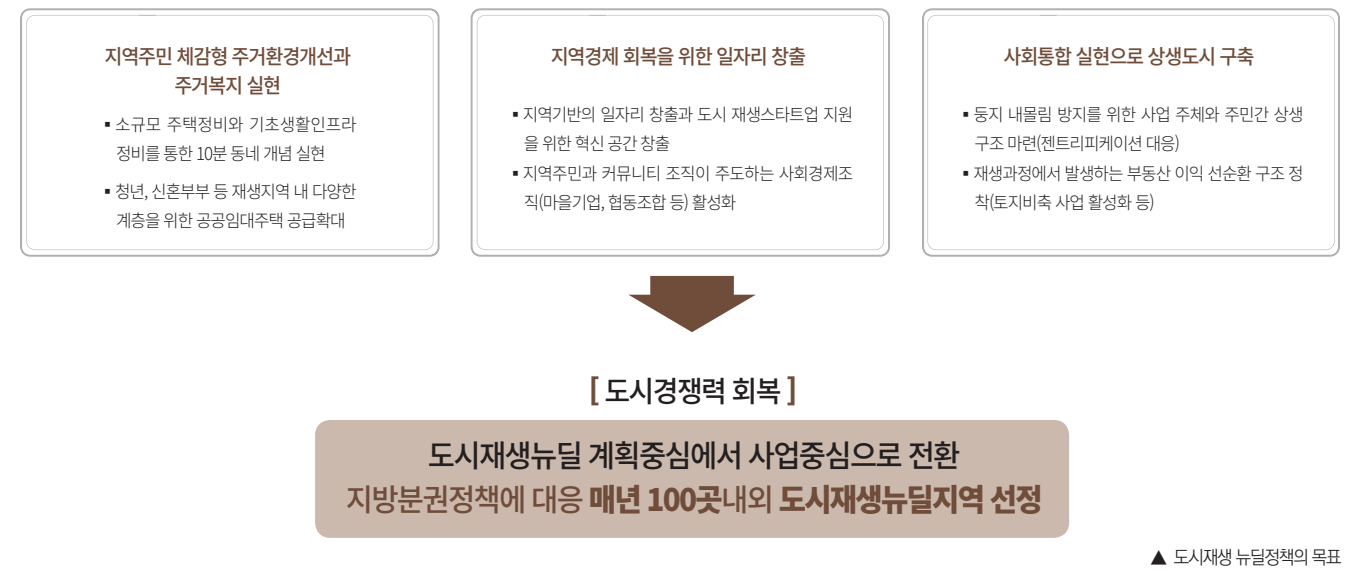 지역주민 체감형 주거환경개선과
주거복지 실현
▪ 소규모 주택정비와 기초생활인프라
정비를 통한 10분 동네 개념 실현
▪ 청년, 신혼부부 등 재생지역 내 다양한
계층을 위한 공공임대주택 공급확대
지역경제 회복을 위한 일자리 창출
▪ 지역기반의 일자리 창출과 도시 재생스타트업 지원
을 위한 혁신 공간 창출
▪ 지역주민과 커뮤니티 조직이 주도하는 사회경제조
직(마을기업, 협동조합 등) 활성화
사회통합 실현으로 상생도시 구축
▪ 둥지 내몰림 방지를 위한 사업 주체와 주민간 상생
구조 마련(젠트리피케이션 대응)
▪ 재생과정에서 발생하는 부동산 이익 선순환 구조 정
착(토지비축 사업 활성화 등)
[ 도시경쟁력 회복 ]
도시재생뉴딜 계획중심에서 사업중심으로 전환
지방분권정책에 대응 매년 100곳내외 도시재생뉴딜지역 선정
▲ 도시재생 뉴딜정책의 목표